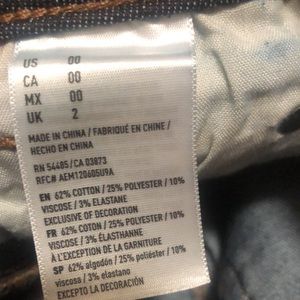 US 00
CA 00
MX 00
UK 2
MADE IN CHINA / FABRIQUÉ EN CHINE /
HECHO EN CHINA
RN 54485/CA 03873
RFC# AEM120605U9A
EN 62% COTTON / 25% POLYESTER / 10%
VISCOSE / 3% ELASTANE
EXCLUSIVE OF DECORATION
FR 62% COTON / 25% POLYESTER / 10%
VISCOSE / 3% ÉLASTHANNE
À L'EXCEPTION DE LA GARNITURE
SP 62% algodón / 25% poliester / 10%
viscosa / 3% elastano
EXCEPTO LA DECORACIÓN